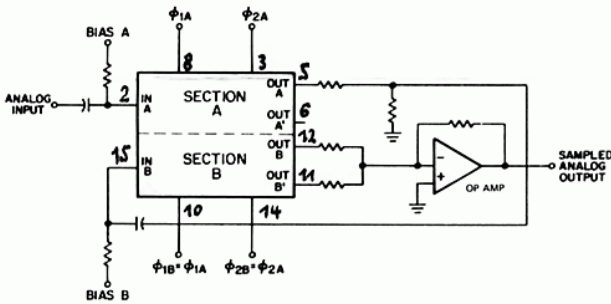 ϕ1A ϕ2A
BIAS A
8 3
5
2 OUT A
ANALOG INPUT
IN A
SECTION A
6
OUT A'
12
15
IN B
SECTION B
OUT B
11
OUT B'
− +
OP AMP
SAMPLED ANALOG OUTPUT
10 14
ϕ1B = ϕ1A ϕ2B = ϕ2A
BIAS B